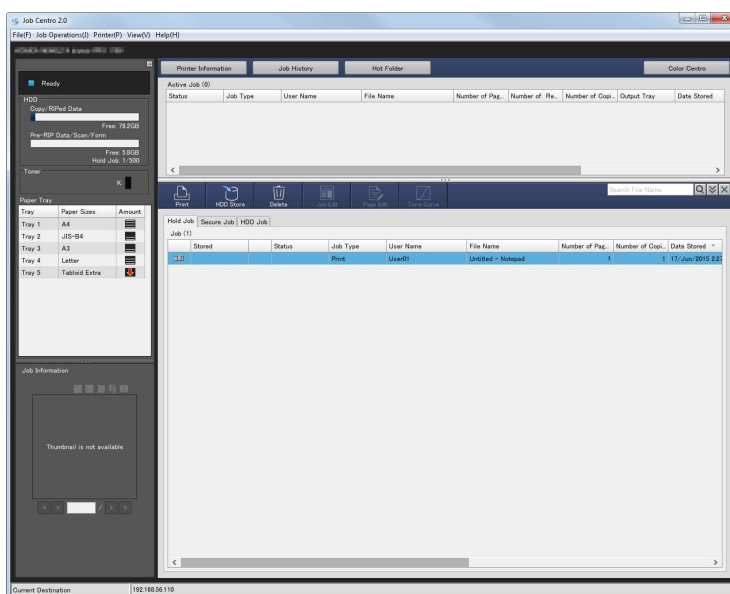 Job Centro 2.0
File(F) Job Operations(J) Printer(P) View(V) Help(H)
Printer Information Job History Hot Folder Color Centro
Ready
HDD
Copy/RIPed Data
Free: 78.2GB
Pre-RIP Data/Scan/Form
Free: 5.8GB
Hold Job: 1/500
Toner
K:
Paper Tray
Tray Paper Sizes Amount
Tray 1 A4
Tray 2 JIS-B4
Tray 3 A3
Tray 4 Letter
Tray 5 Tabloid Extra
Job Information
Thumbnail is not available
/
Active Job (0)
Status Job Type User Name File Name Number of Pag... Number of Re... Number of Copi... Output Tray Date Stored
Print HDD Store Delete Job Edit Page Edit Tone Curve
Search File Name
Hold Job Secure Job HDD Job
Job (1)
Stored Status Job Type User Name File Name Number of Pag... Number of Copi... Date Stored
Print User01 Untitled - Notepad 1 1 17/Jun/2015 2:27
Current Destination 192.168.56.110